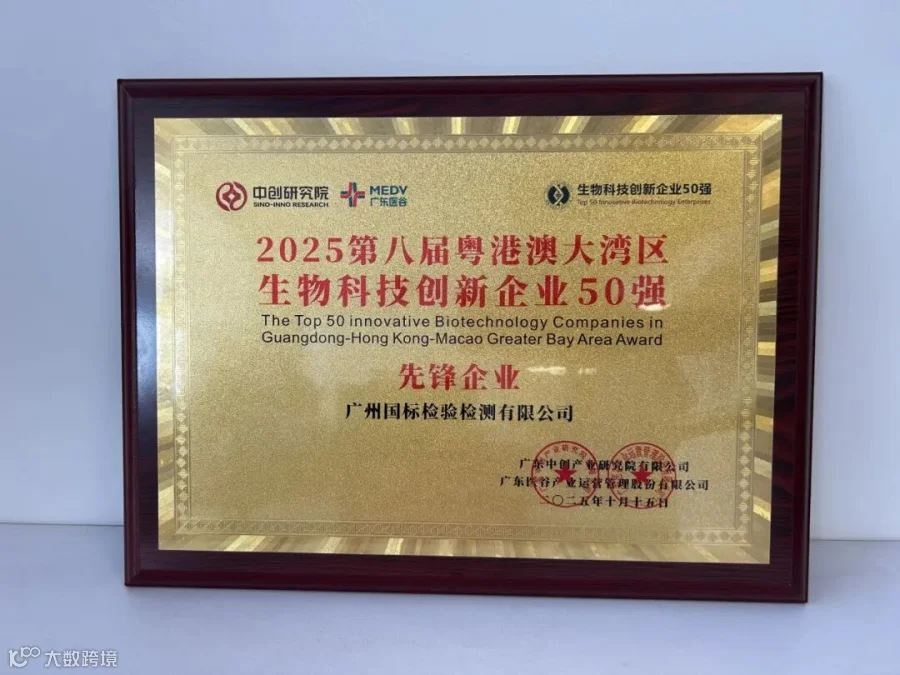 中创研究院
SINO-INNO RESEARCH
MEDV
广东医谷
生物科技创新企业50强
Top 50 Innovative Biotechnology Enterprises
2025第八届粤港澳大湾区
生物科技创新企业50强
The Top 50 innovative Biotechnology Companies in
Guangdong-Hong Kong-Macao Greater Bay Area Award
先锋企业
广州国标检验检测有限公司
广东中创产业研究院有限公司
广东医谷产业运营管理股份有限公司
二〇二五年十月十五日
大数跨境